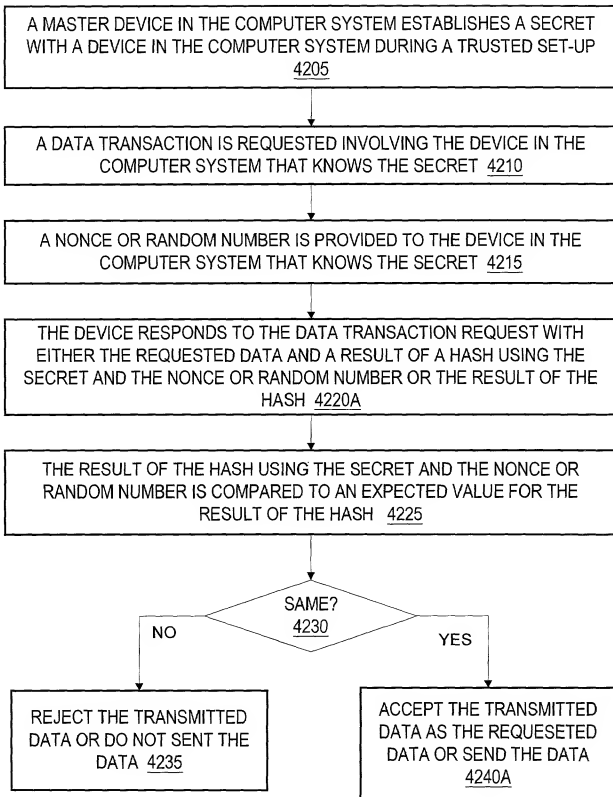 A MASTER DEVICE IN THE COMPUTER SYSTEM ESTABLISHES A SECRET
WITH A DEVICE IN THE COMPUTER SYSTEM DURING A TRUSTED SET-UP
4205
A DATA TRANSACTION IS REQUESTED INVOLVING THE DEVICE IN THE
COMPUTER SYSTEM THAT KNOWS THE SECRET 4210
A NONCE OR RANDOM NUMBER IS PROVIDED TO THE DEVICE IN THE
COMPUTER SYSTEM THAT KNOWS THE SECRET 4215
THE DEVICE RESPONDS TO THE DATA TRANSACTION REQUEST WITH
EITHER THE REQUESTED DATA AND A RESULT OF A HASH USING THE
SECRET AND THE NONCE OR RANDOM NUMBER OR THE RESULT OF THE
HASH 4220A
THE RESULT OF THE HASH USING THE SECRET AND THE NONCE OR
RANDOM NUMBER IS COMPARED TO AN EXPECTED VALUE FOR THE
RESULT OF THE HASH 4225
SAME?
4230
NO
YES
REJECT THE TRANSMITTED
DATA OR DO NOT SENT THE
DATA 4235
ACCEPT THE TRANSMITTED
DATA AS THE REQUESETED
DATA OR SEND THE DATA
4240A